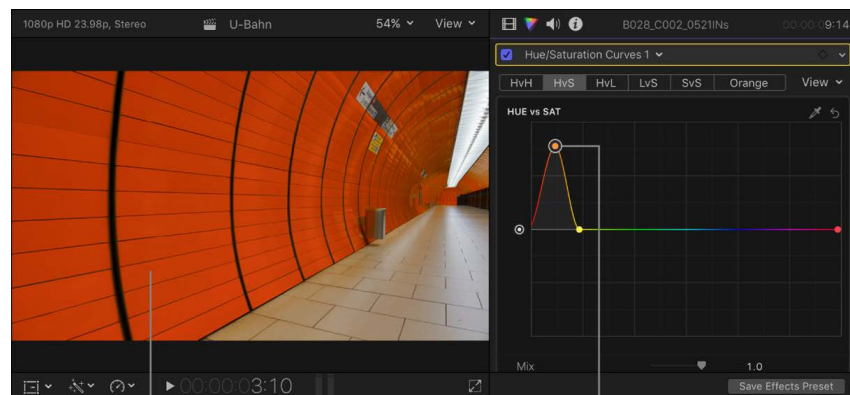 1080p HD 23.98p, Stereo
U-Bahn
54%
View
B028_C002_0521INs
00:00:09:14
Hue/Saturation Curves 1
HvH
HvS
HvL
LvS
SvS
Orange
View
HUE vs SAT
Mix
1.0
00:00:03:10
Save Effects Preset